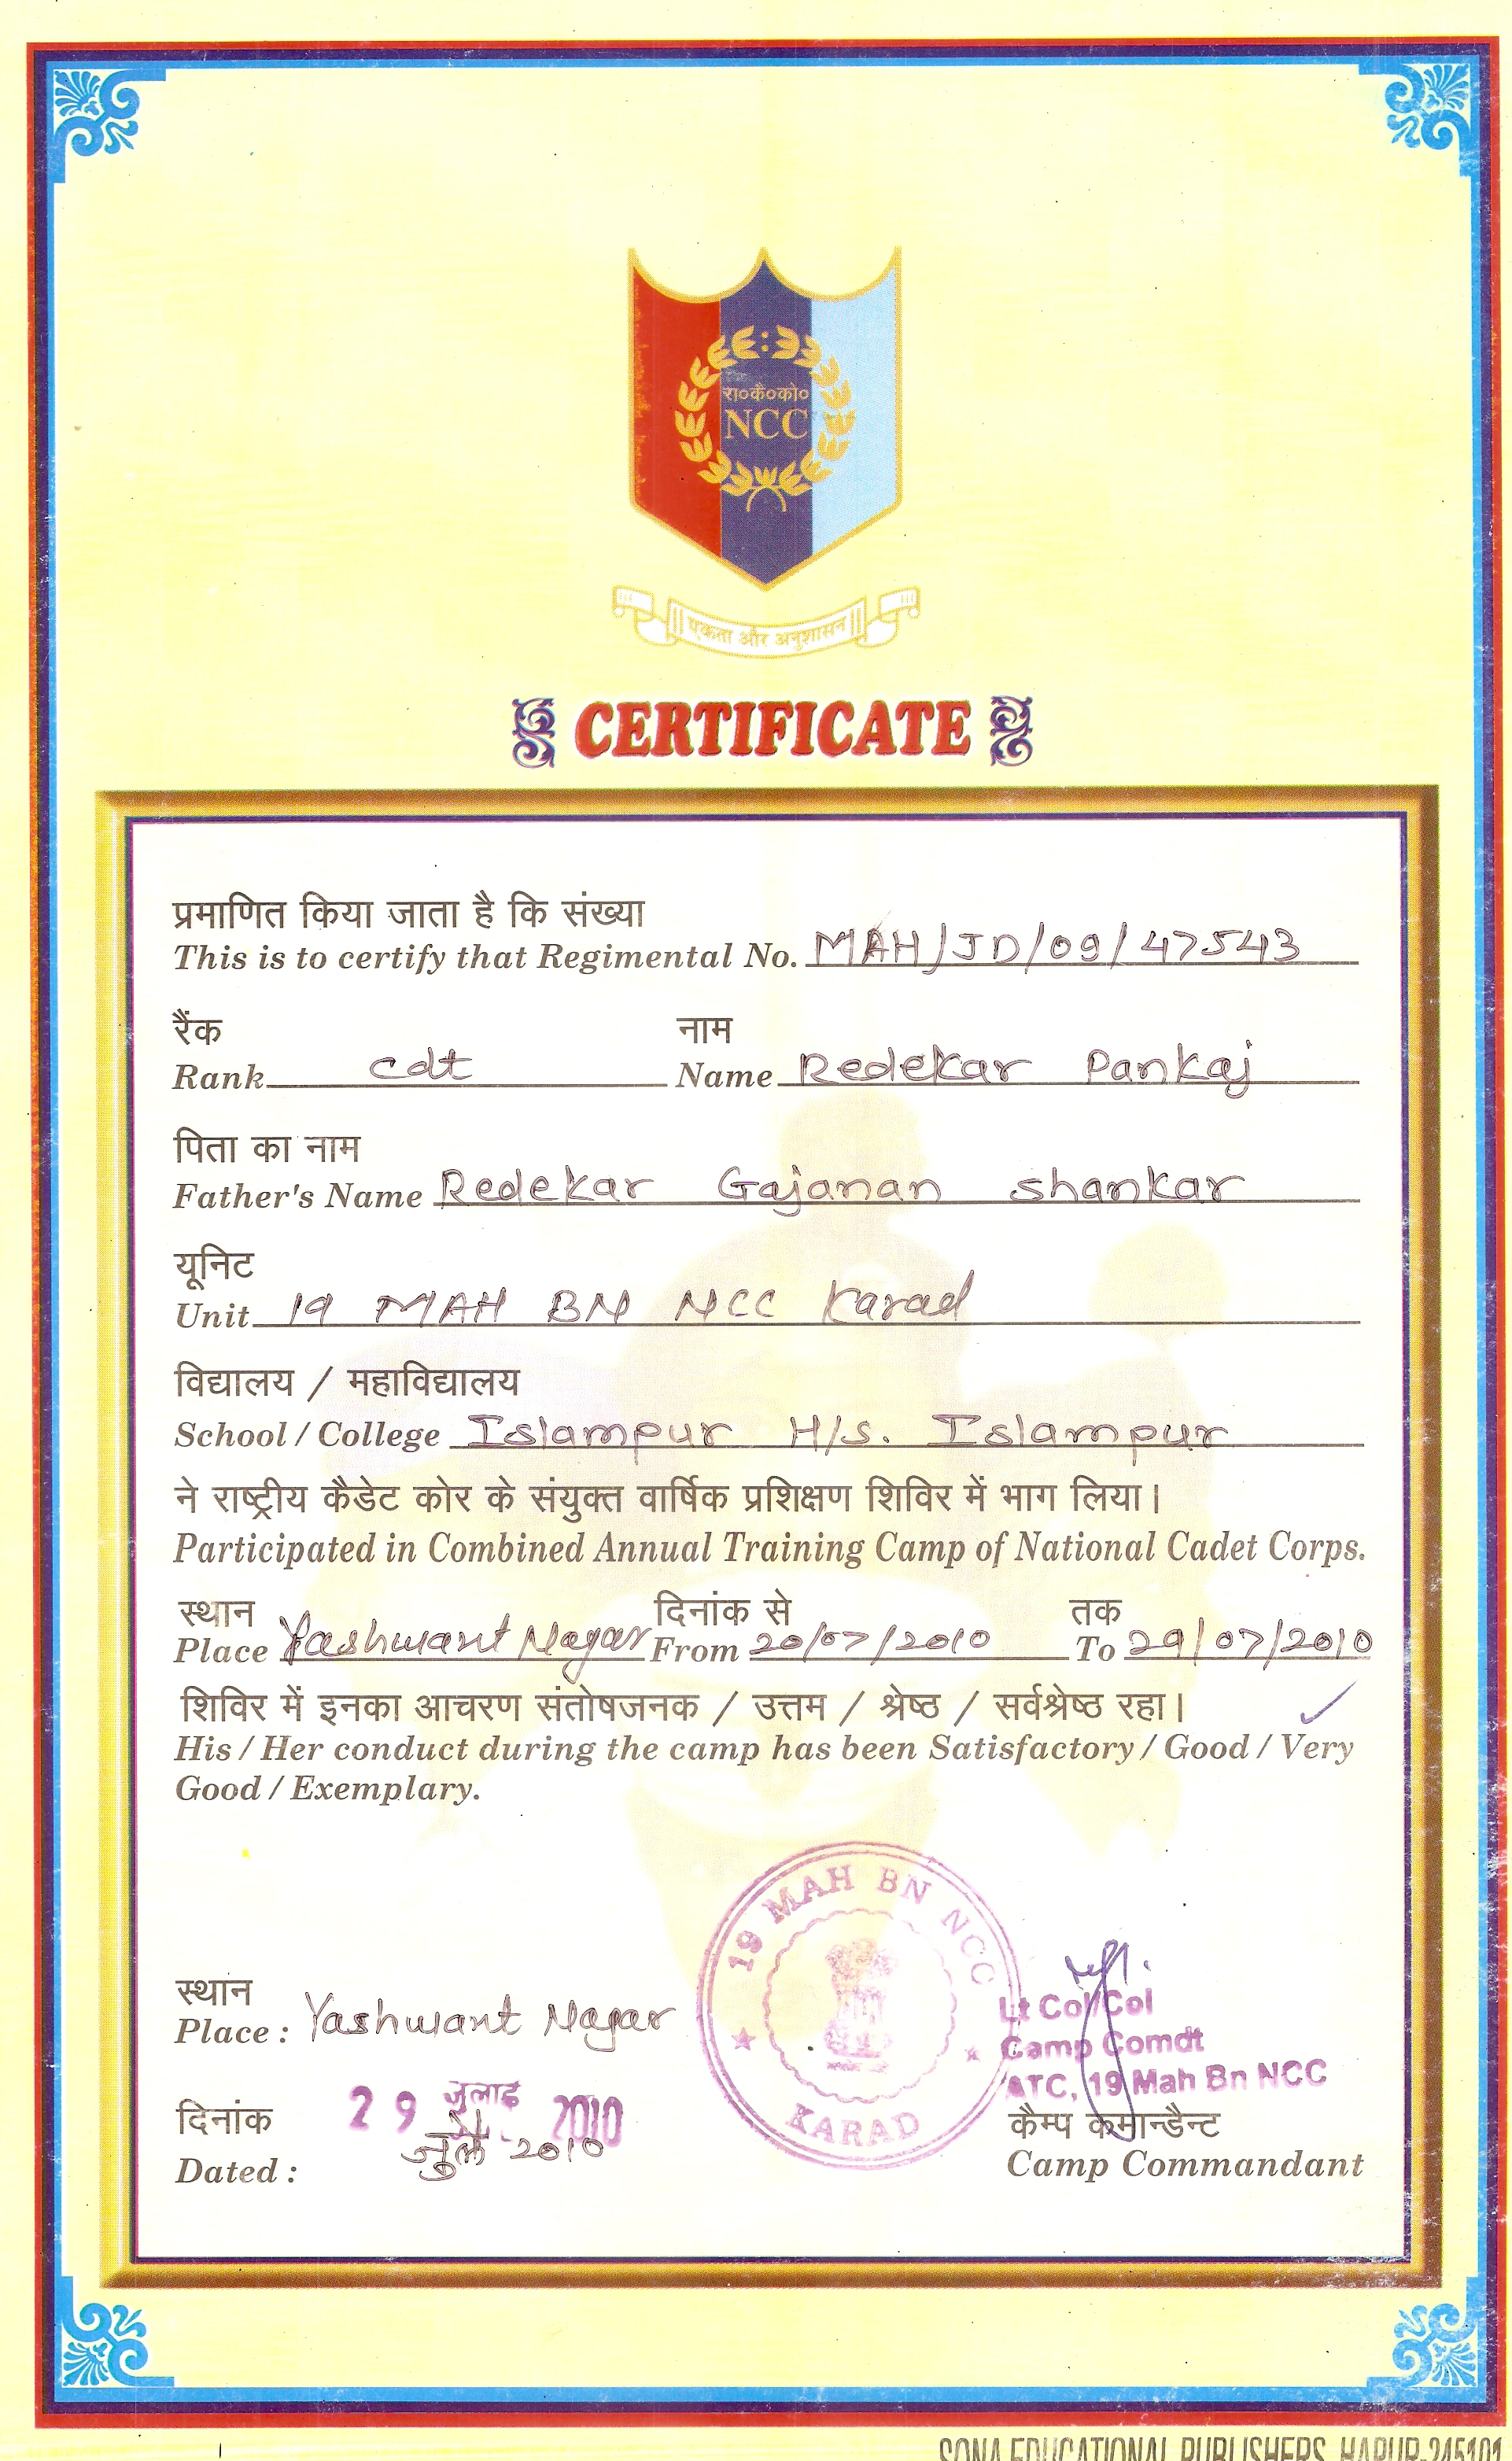 रा०कै०को०
NCC
एकता और अनुशासन
CERTIFICATE
प्रमाणित किया जाता है कि संख्या
This is to certify that Regimental No. MAH/JD/09/47543
रैंक नाम
Rank cdt Name Redekar Pankaj
पिता का नाम
Father's Name Redekar Gajanan Shankar
यूनिट
Unit 19 MAH BN NCC Karad
विद्यालय / महाविद्यालय
School / College Islampur H/s. Islampur
ने राष्ट्रीय कैडेट कोर के संयुक्त वार्षिक प्रशिक्षण शिविर में भाग लिया।
Participated in Combined Annual Training Camp of National Cadet Corps.
स्थान दिनांक से तक
Place Yashwant Nagar From 20/07/2010 To 29/07/2010
शिविर में इनका आचरण संतोषजनक / उत्तम / श्रेष्ठ / सर्वश्रेष्ठ रहा।
His / Her conduct during the camp has been Satisfactory / Good / Very
Good / Exemplary.
19 MAH BN NCC
KARAD
स्थान
Place : Yashwant Nagar
Lt Col/Col
Camp Comdt
ATC, 19 Mah Bn NCC
दिनांक 29 जुलाई 2010
जुलै 2010
Dated :
कैम्प कमान्डैन्ट
Camp Commandant
SONA EDUCATIONAL PUBLISHERS, HAPUR-245101